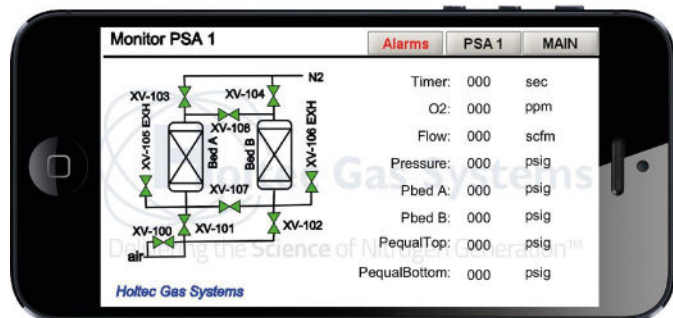 Monitor PSA 1
Alarms
PSA 1
MAIN
N2
XV-103
XV-104
XV-108
XV-105 EXH
Bed A
Bed B
XV-106 EXH
XV-107
XV-100
XV-101
XV-102
air
Timer: 000 sec
O2: 000 ppm
Flow: 000 scfm
Pressure: 000 psig
Pbed A: 000 psig
Pbed B: 000 psig
PequalTop: 000 psig
PequalBottom: 000 psig
Holtec Gas Systems
Holtec Gas Systems
Delivering the Science of Nitrogen Generation™